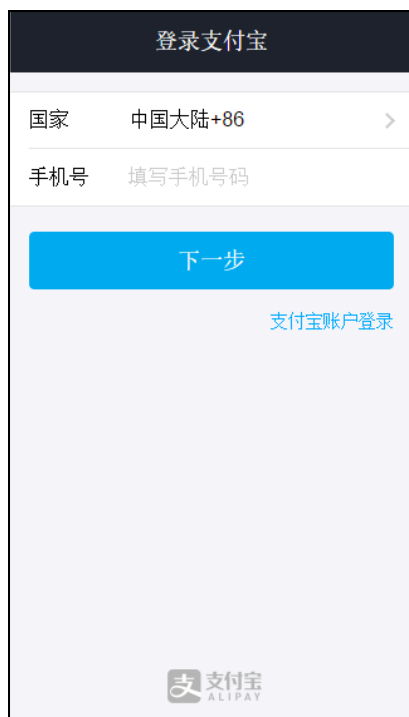 登录支付宝
国家 中国大陆+86
手机号 填写手机号码
下一步
支付宝账户登录
支 支付宝
ALIPAY